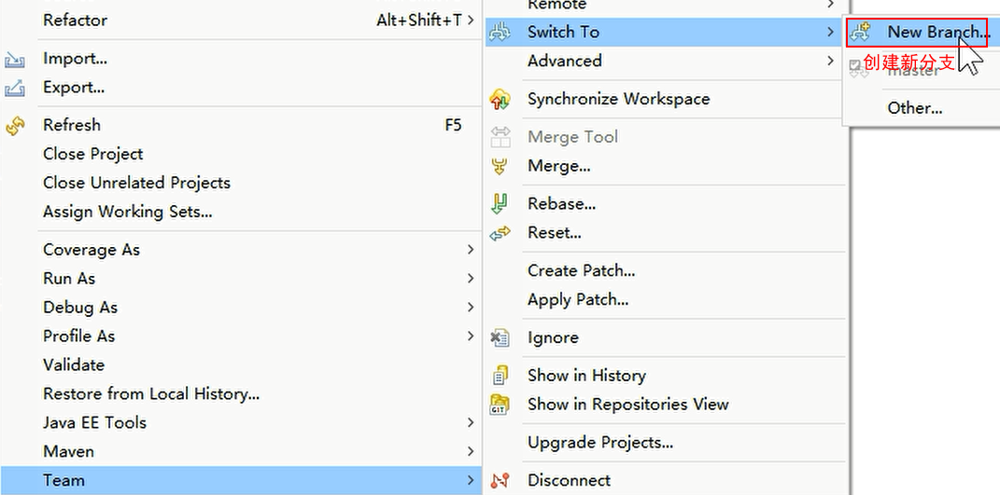 Refactor Alt+Shift+T
Import...
Export...
Refresh F5
Close Project
Close Unrelated Projects
Assign Working Sets...
Coverage As
Run As
Debug As
Profile As
Validate
Restore from Local History...
Java EE Tools
Maven
Team
Remote
Switch To
Advanced
Synchronize Workspace
Merge Tool
Merge...
Rebase...
Reset...
Create Patch...
Apply Patch...
Ignore
Show in History
GIT Show in Repositories View
Upgrade Projects...
Disconnect
New Branch...
创建新分支
master
Other...